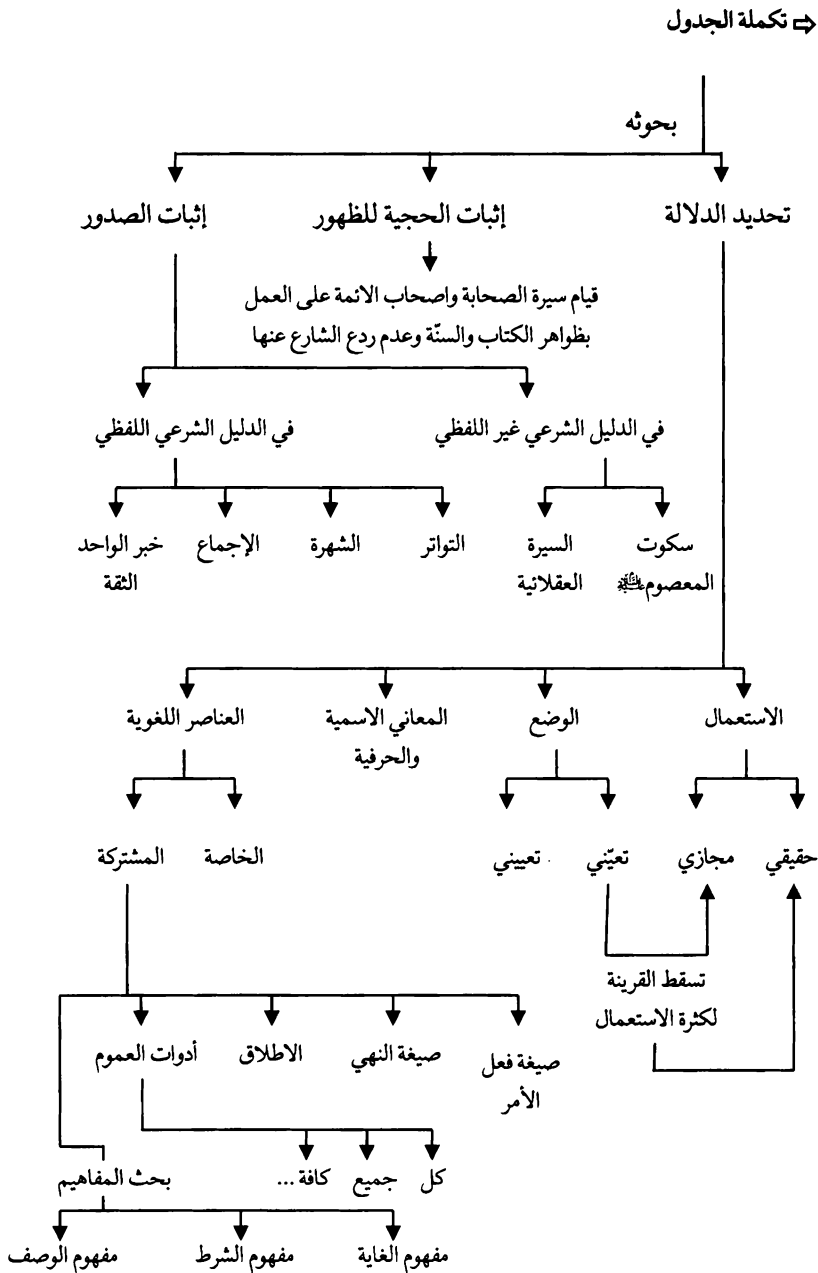 ⇨ تكملة الجدول
بحوثه
تحديد الدلالة
إثبات الحجية للظهور
إثبات الصدور
قيام سيرة الصحابة واصحاب الائمة على العمل
بظواهر الكتاب والسنّة وعدم ردع الشارع عنها
في الدليل الشرعي غير اللفظي
في الدليل الشرعي اللفظي
سكوت
المعصوم عليه السلام
السيرة
العقلائية
التواتر
الشهرة
الإجماع
خبر الواحد
الثقة
الاستعمال
الوضع
المعاني الاسمية
والحرفية
العناصر اللغوية
حقيقي
مجازي
تعيّني
تعييني
الخاصة
المشتركة
تسقط القرينة
لكثرة الاستعمال
صيغة فعل
الأمر
صيغة النهي
الاطلاق
أدوات العموم
كل
جميع
كافة ...
بحث المفاهيم
مفهوم الغاية
مفهوم الشرط
مفهوم الوصف